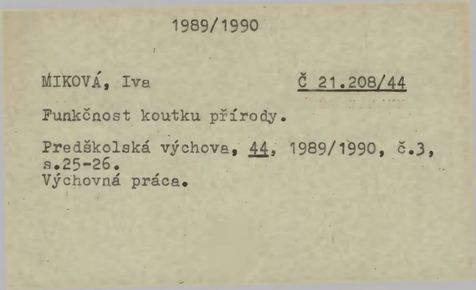 1989/1990
MIKOVÁ, Iva Č 21.208/44
Funkčnost koutku přírody.
Predškolská výchova, 44, 1989/1990, č.3,
s.25-26.
Výchovná práca.